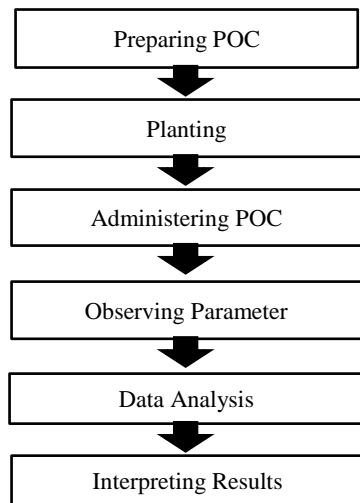 Preparing POC
Planting
Administering POC
Observing Parameter
Data Analysis
Interpreting Results